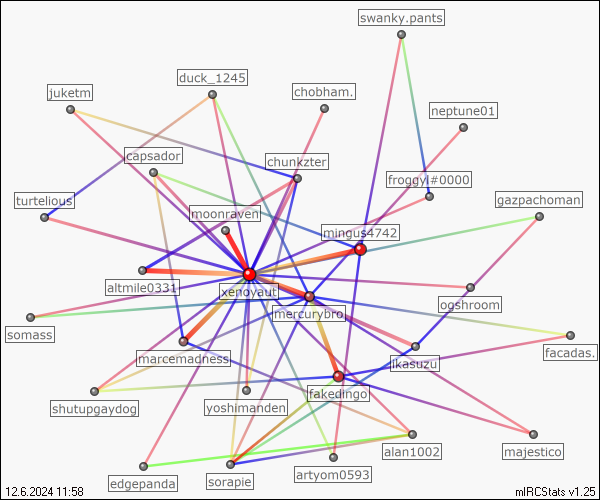 swanky.pants
duck_1245
juketm
chobham.
neptune01
capsador
chunkzter
froggyl#0000
turtelious
gazpachoman
moonraven
mingus4742
altmile0331
xenoyaut
ogshroom
mercurybro
somass
marcemadness
jkasuzu
facadas.
shutupgaydog
yoshimanden
fakedingo
alan1002
majestico
edgepanda
sorapie
artyom0593
12.6.2024 11:58
mIRCStats v1.25